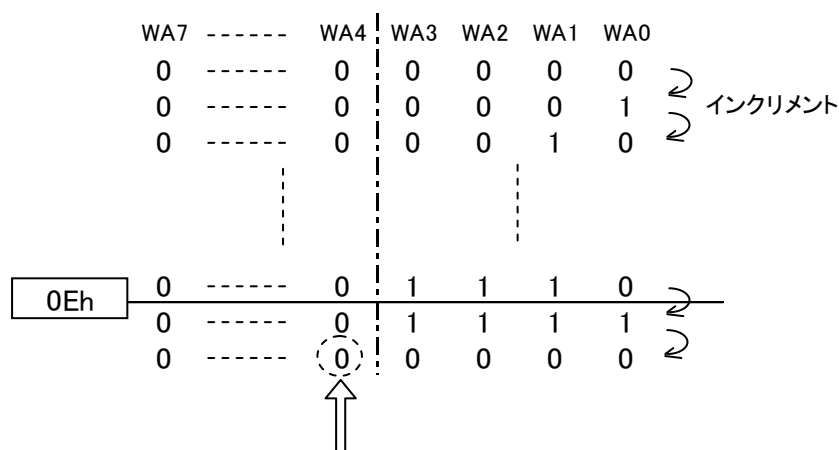 WA7 ------ WA4 WA3 WA2 WA1 WA0
0 ------ 0 0 0 0 0
0 ------ 0 0 0 0 1
インクリメント
0 ------ 0 0 0 1 0
0Eh
0 ------ 0 1 1 1 0
0 ------ 0 1 1 1 1
0 ------ 0 0 0 0 0